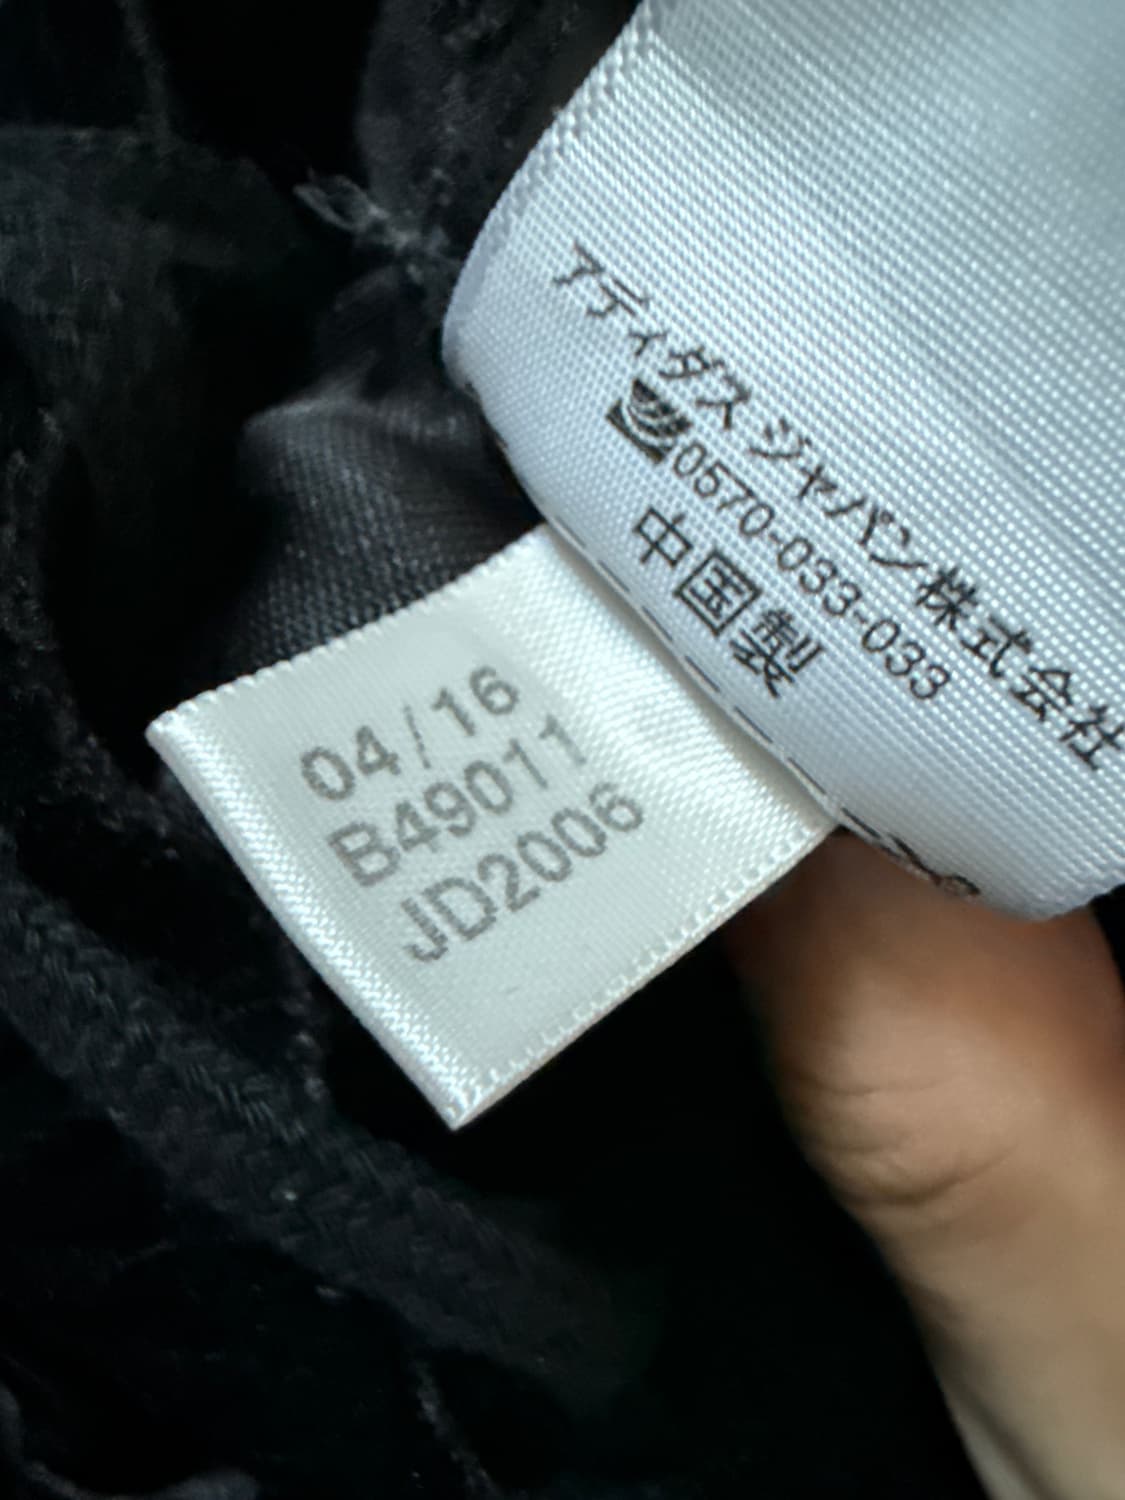 アディダス ジャパン株式会社
0570-033-033
中国製
04/16
B49011
JD2006